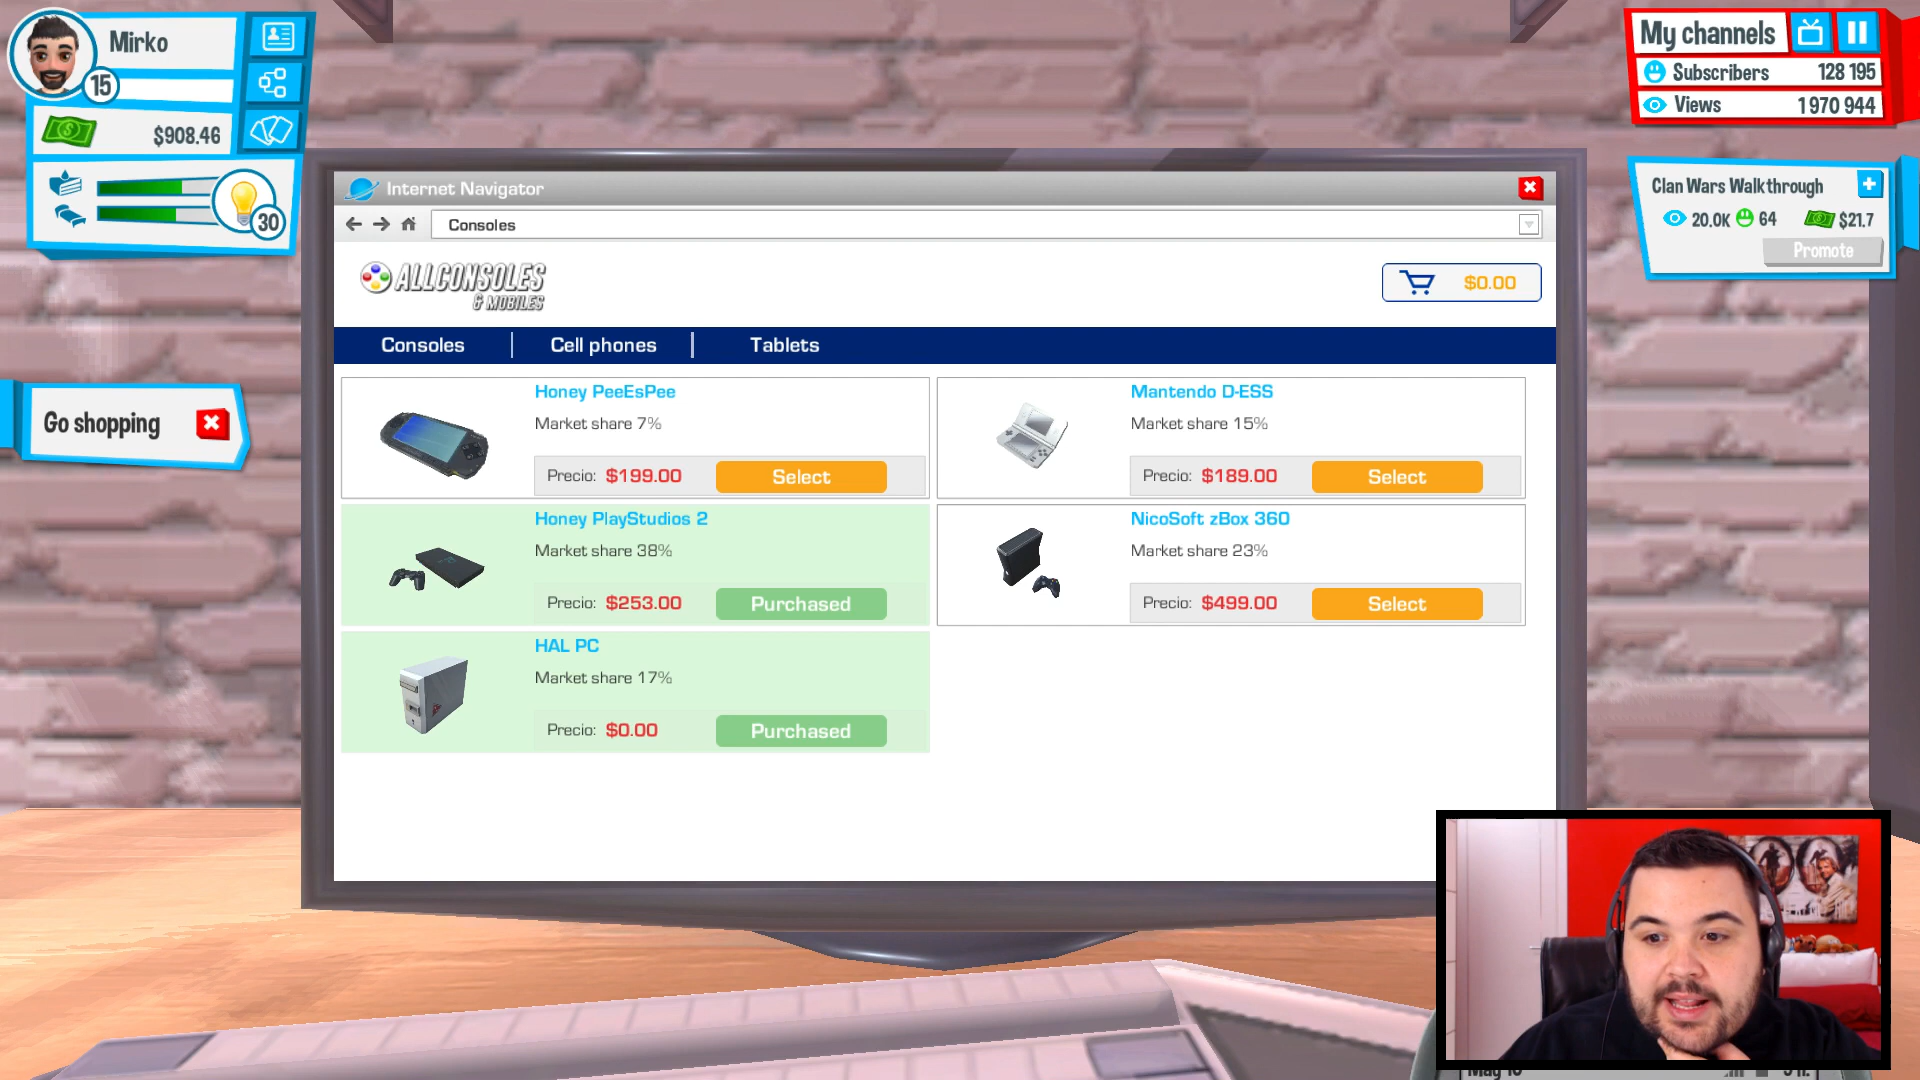 Mirko
15
$908.46
30
Go shopping
My channels
Subscribers 128 195
Views 1 970 944
Clan Wars Walkthrough
20.0K 64 $21.7
Promote
Internet Navigator
Consoles
ALLCONSOLES
& MOBILES
$0.00
Consoles Cell phones Tablets
Honey PeeEsPee
Market share 7%
Precio: $199.00 Select
Mantendo D-ESS
Market share 15%
Precio: $189.00 Select
Honey PlayStudios 2
Market share 38%
Precio: $253.00 Purchased
NicoSoft zBox 360
Market share 23%
Precio: $499.00 Select
HAL PC
Market share 17%
Precio: $0.00 Purchased